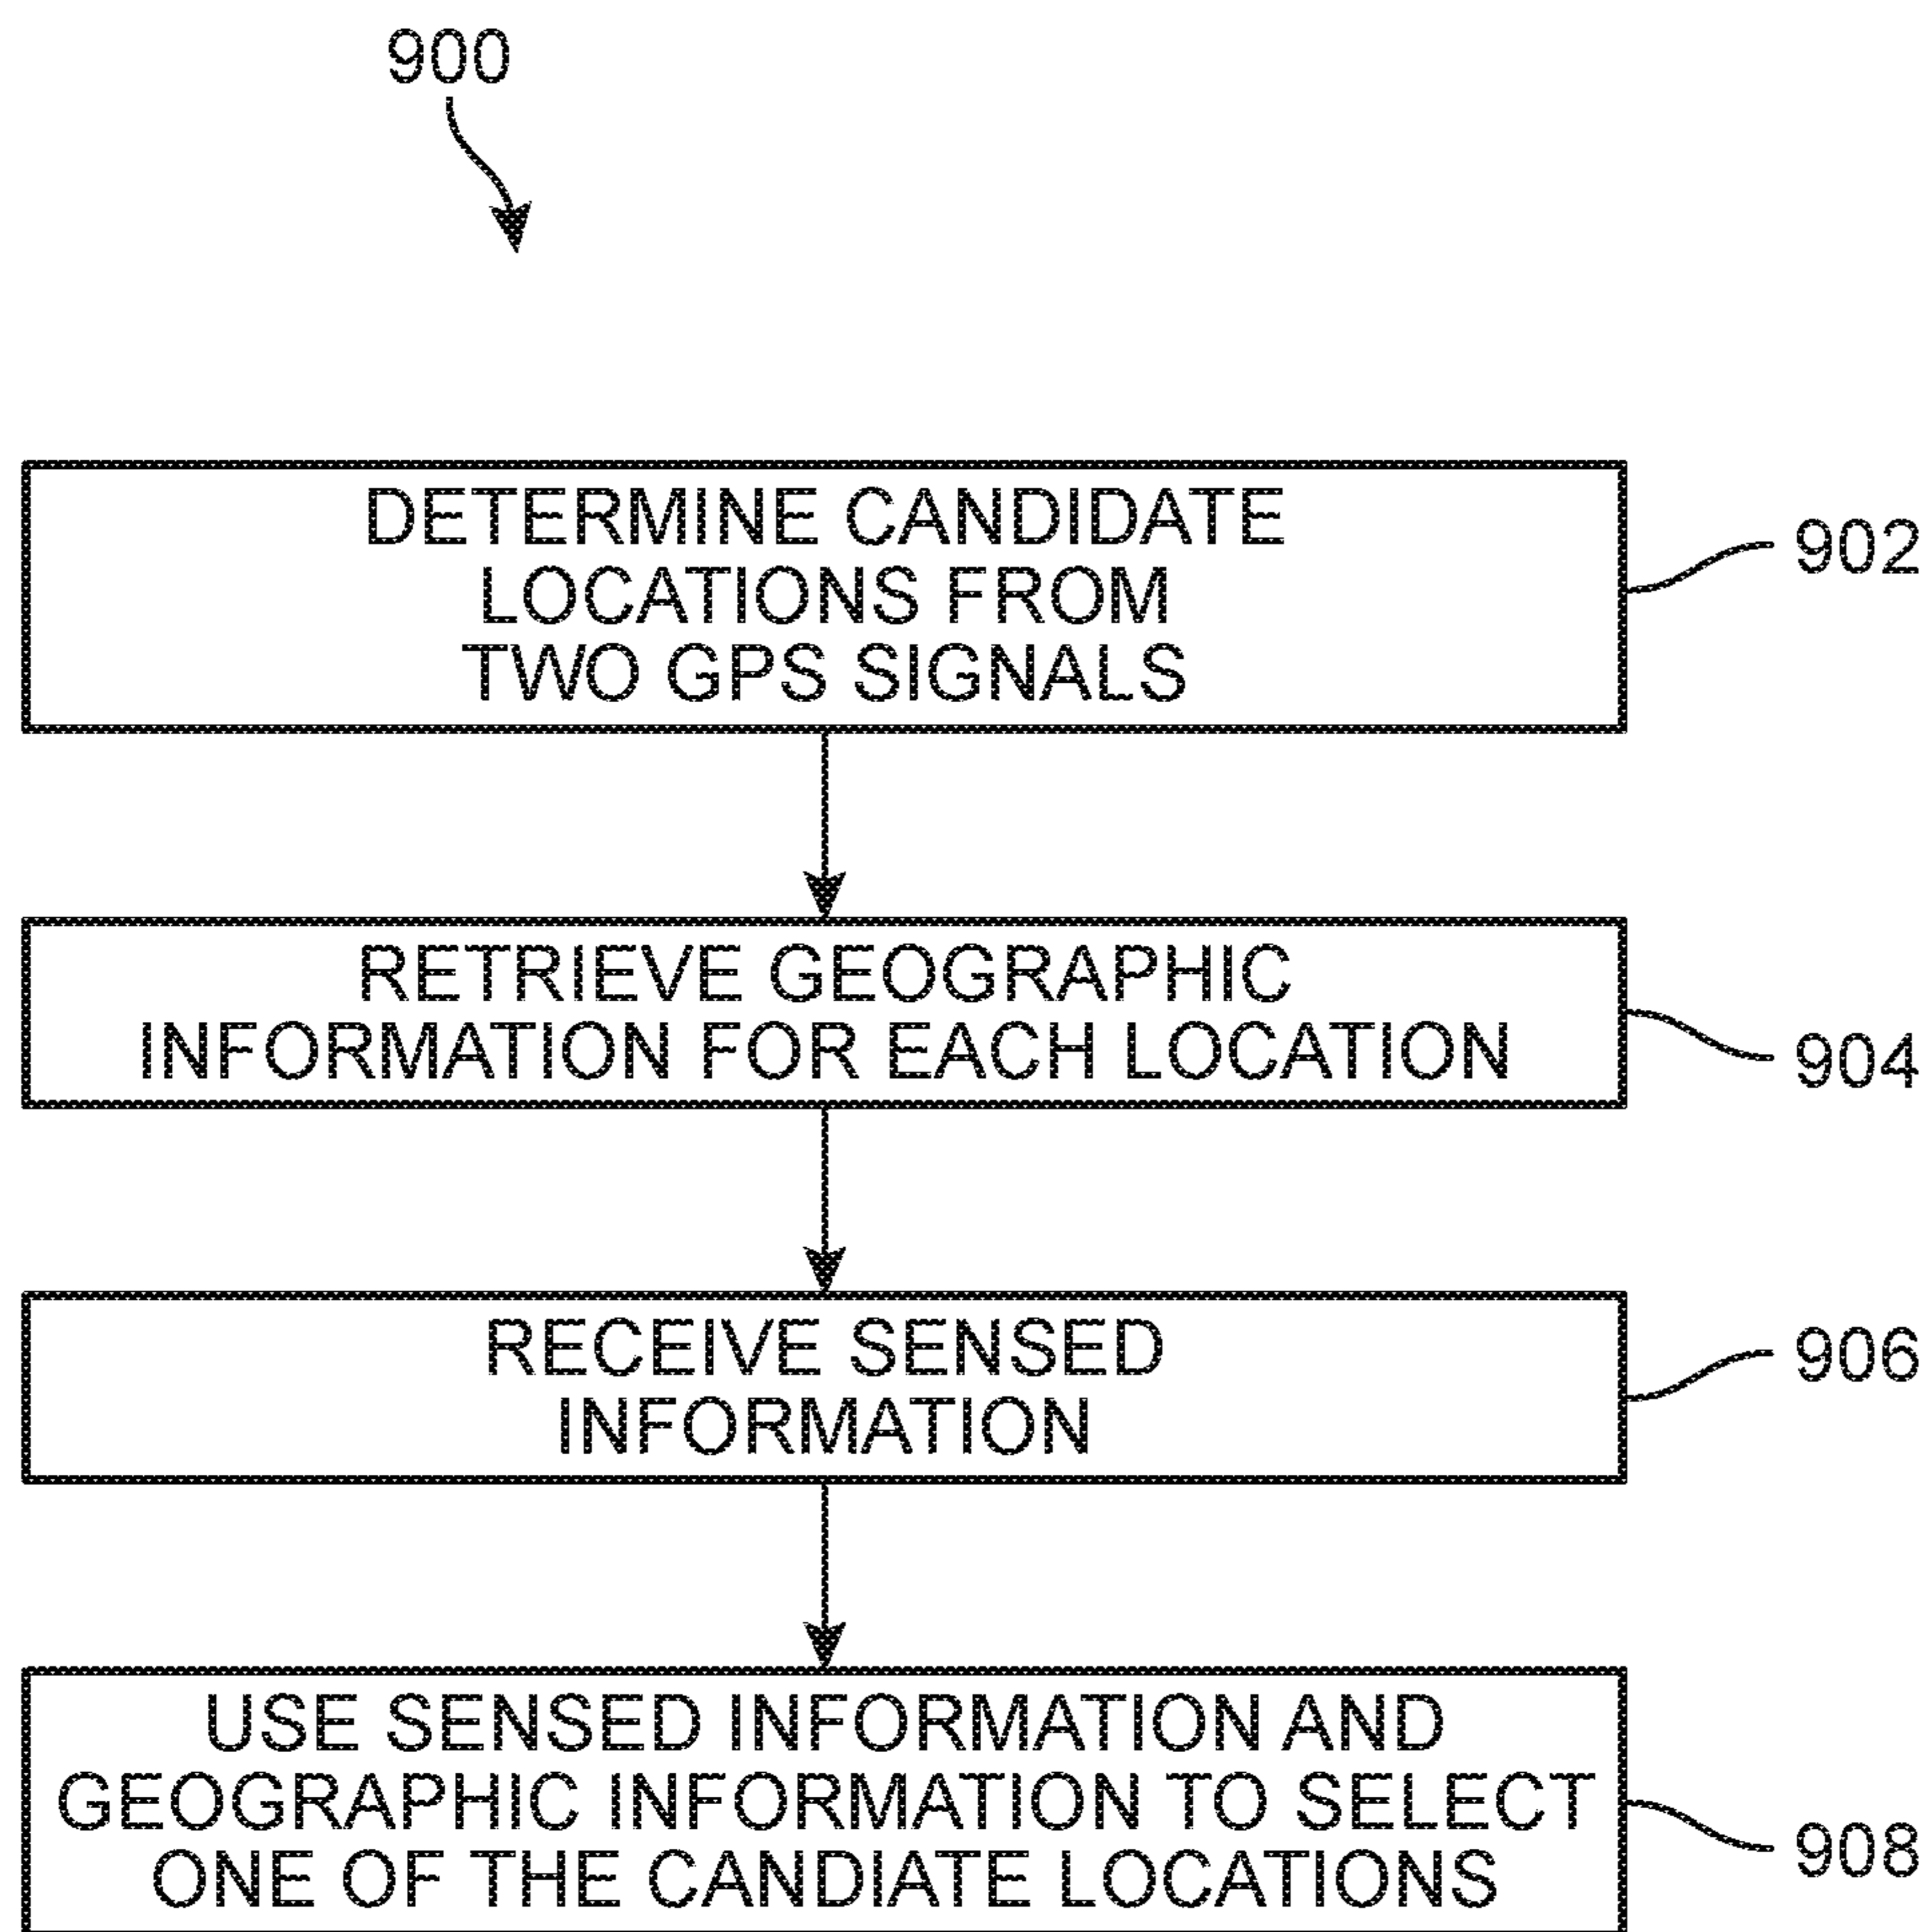 900
DETERMINE CANDIDATE
LOCATIONS FROM
TWO GPS SIGNALS
902
RETRIEVE GEOGRAPHIC
INFORMATION FOR EACH LOCATION
904
RECEIVE SENSED
INFORMATION
906
USE SENSED INFORMATION AND
GEOGRAPHIC INFORMATION TO SELECT
ONE OF THE CANDIATE LOCATIONS
908